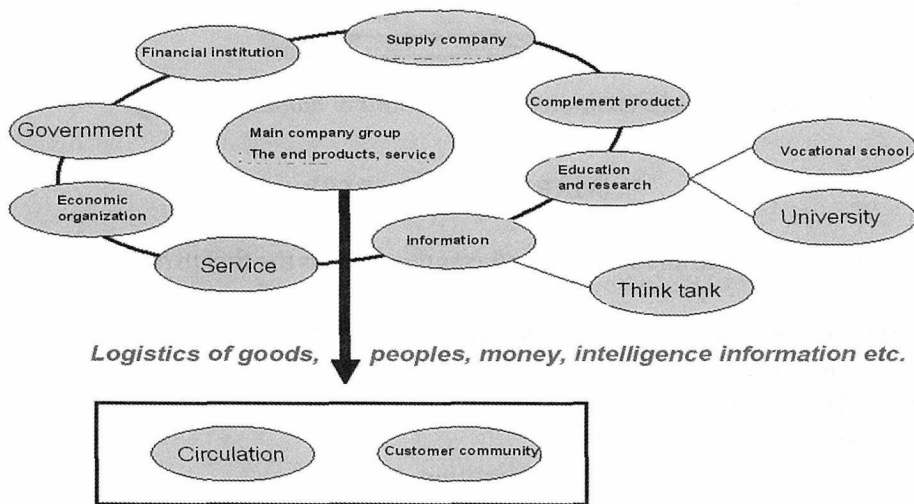 Supply company
Financial institution
Complement product.
Government
Main company group
The end products, service
Vocational school
Education
and research
Economic
organization
University
information
Service
Think tank
Logistics of goods, peoples, money, intelligence information etc.
Circulation
Customer community